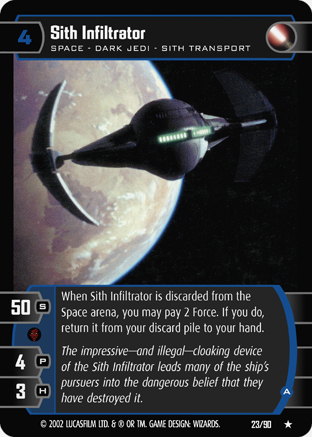 4 Sith Infiltrator
SPACE - DARK JEDI - SITH TRANSPORT
When Sith Infiltrator is discarded from the
50 S
Space arena, you may pay 2 Force. If you do,
return it from your discard pile to your hand.
The impressive—and illegal—cloaking device
4 P
of the Sith Infiltrator leads many of the ship's
pursuers into the dangerous belief that they
3 H
have destroyed it.
A
© 2002 LUCASFILM LTD. & ® OR TM. GAME DESIGN: WIZARDS. 23/90 ★